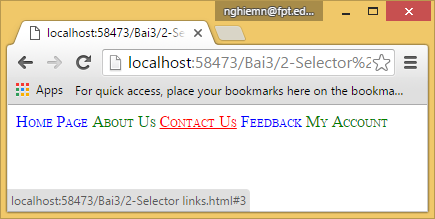 nghiemn@fpt.ed...
localhost:58473/Bai3/2-Se
localhost:58473/Bai3/2-Selector%2
Apps For quick access, place your bookmarks here on the bookma...
Home Page About Us Contact Us Feedback My Account
localhost:58473/Bai3/2-Selector links.html#3